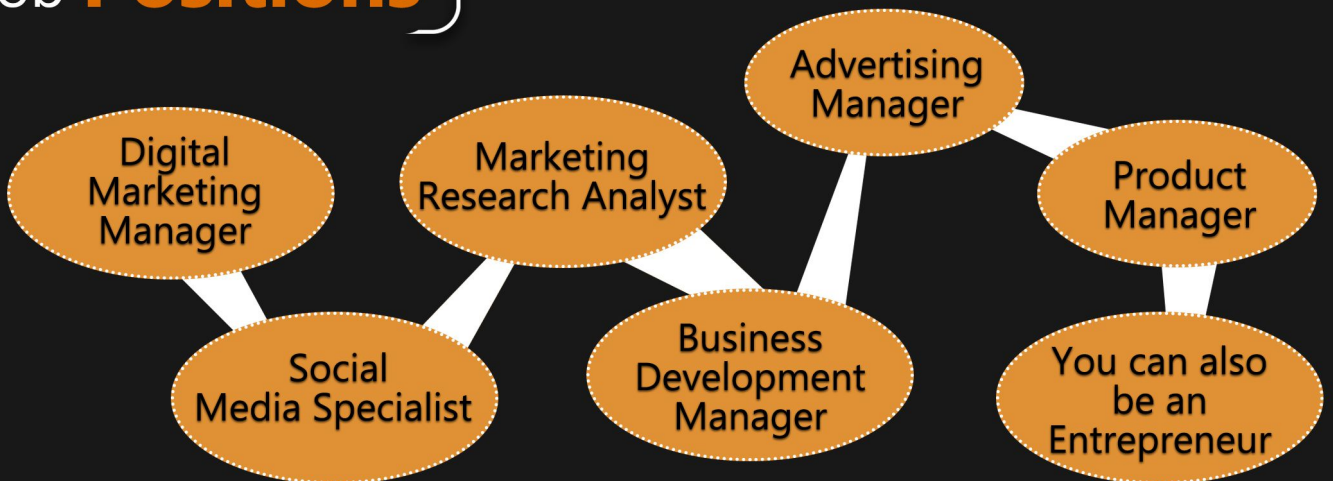 ob Positions
Digital
Marketing
Manager
Social
Media Specialist
Marketing
Research Analyst
Business
Development
Manager
Advertising
Manager
Product
Manager
You can also
be an
Entrepreneur